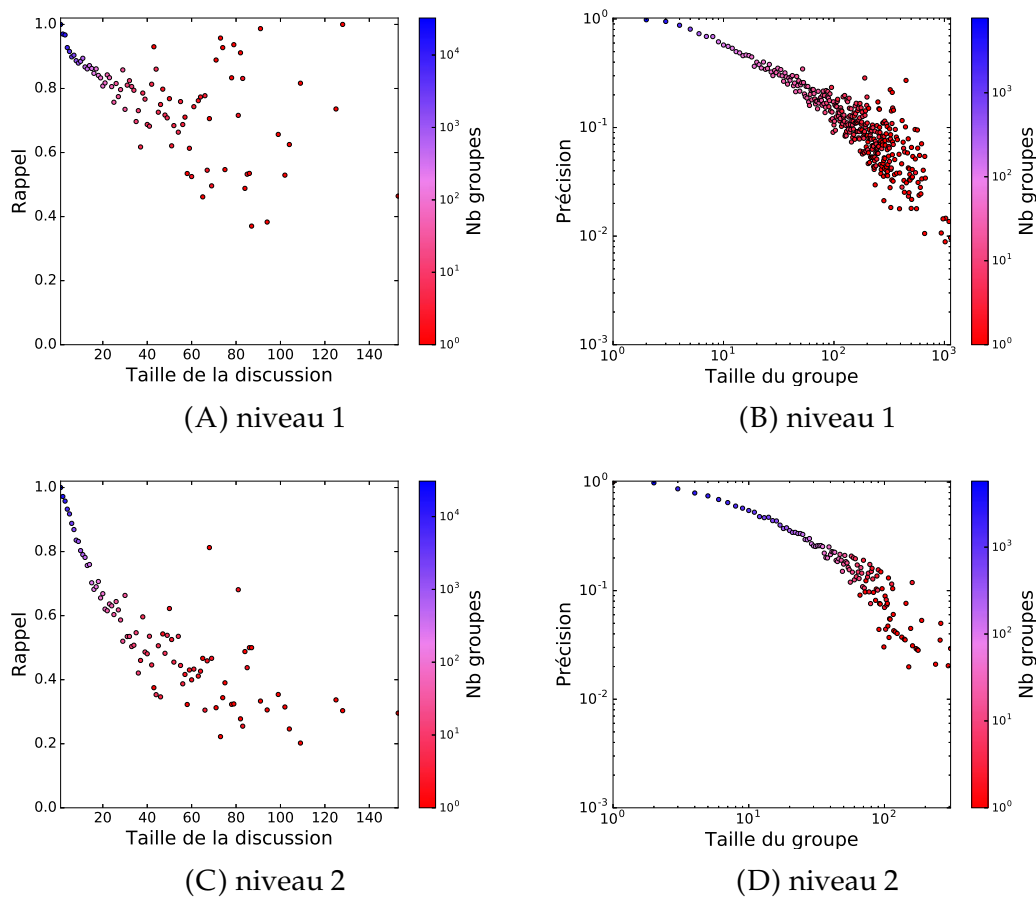 1.0
0.8
0.6
0.4
0.2
0.0
Rappel
20 40 60 80 100 120 140
Taille de la discussion
10^4
10^3
10^2
10^1
10^0
Nb groupes
(A) niveau 1
10^0
10^-1
10^-2
10^-3
Précision
10^0 10^1 10^2 10^3
Taille du groupe
10^3
10^2
10^1
10^0
Nb groupes
(B) niveau 1
1.0
0.8
0.6
0.4
0.2
0.0
Rappel
20 40 60 80 100 120 140
Taille de la discussion
10^4
10^3
10^2
10^1
10^0
Nb groupes
(C) niveau 2
10^0
10^-1
10^-2
10^-3
Précision
10^0 10^1 10^2
Taille du groupe
10^3
10^2
10^1
10^0
Nb groupes
(D) niveau 2